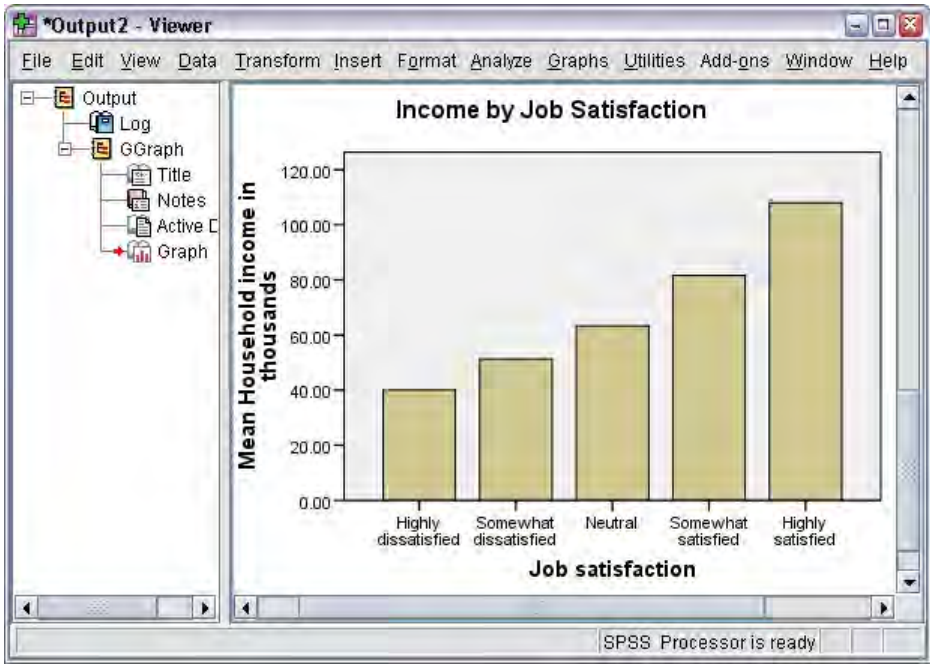 *Output2 - Viewer
File Edit View Data Transform Insert Format Analyze Graphs Utilities Add-ons Window Help
Output
Log
GGraph
Title
Notes
Active D
Graph
Income by Job Satisfaction
Mean Household income in
thousands
120.00
100.00
80.00
60.00
40.00
20.00
0.00
Highly
dissatisfied
Somewhat
dissatisfied
Neutral
Somewhat
satisfied
Highly
satisfied
Job satisfaction
SPSS Processor is ready